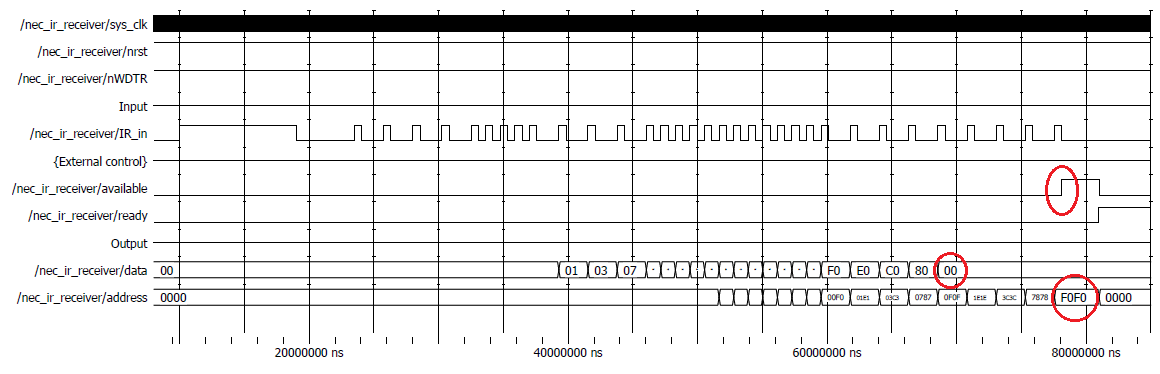 /nec_ir_receiver/sys_clk
/nec_ir_receiver/nrst
/nec_ir_receiver/nWDTR
Input
/nec_ir_receiver/IR_in
{External control}
/nec_ir_receiver/available
/nec_ir_receiver/ready
Output
/nec_ir_receiver/data 00 01 03 07 F0 E0 C0 80 00
/nec_ir_receiver/address 0000 00F0 01E1 03C3 0787 0F0F 1E1E 3C3C 7878 F0F0 0000
20000000 ns 40000000 ns 60000000 ns 80000000 ns